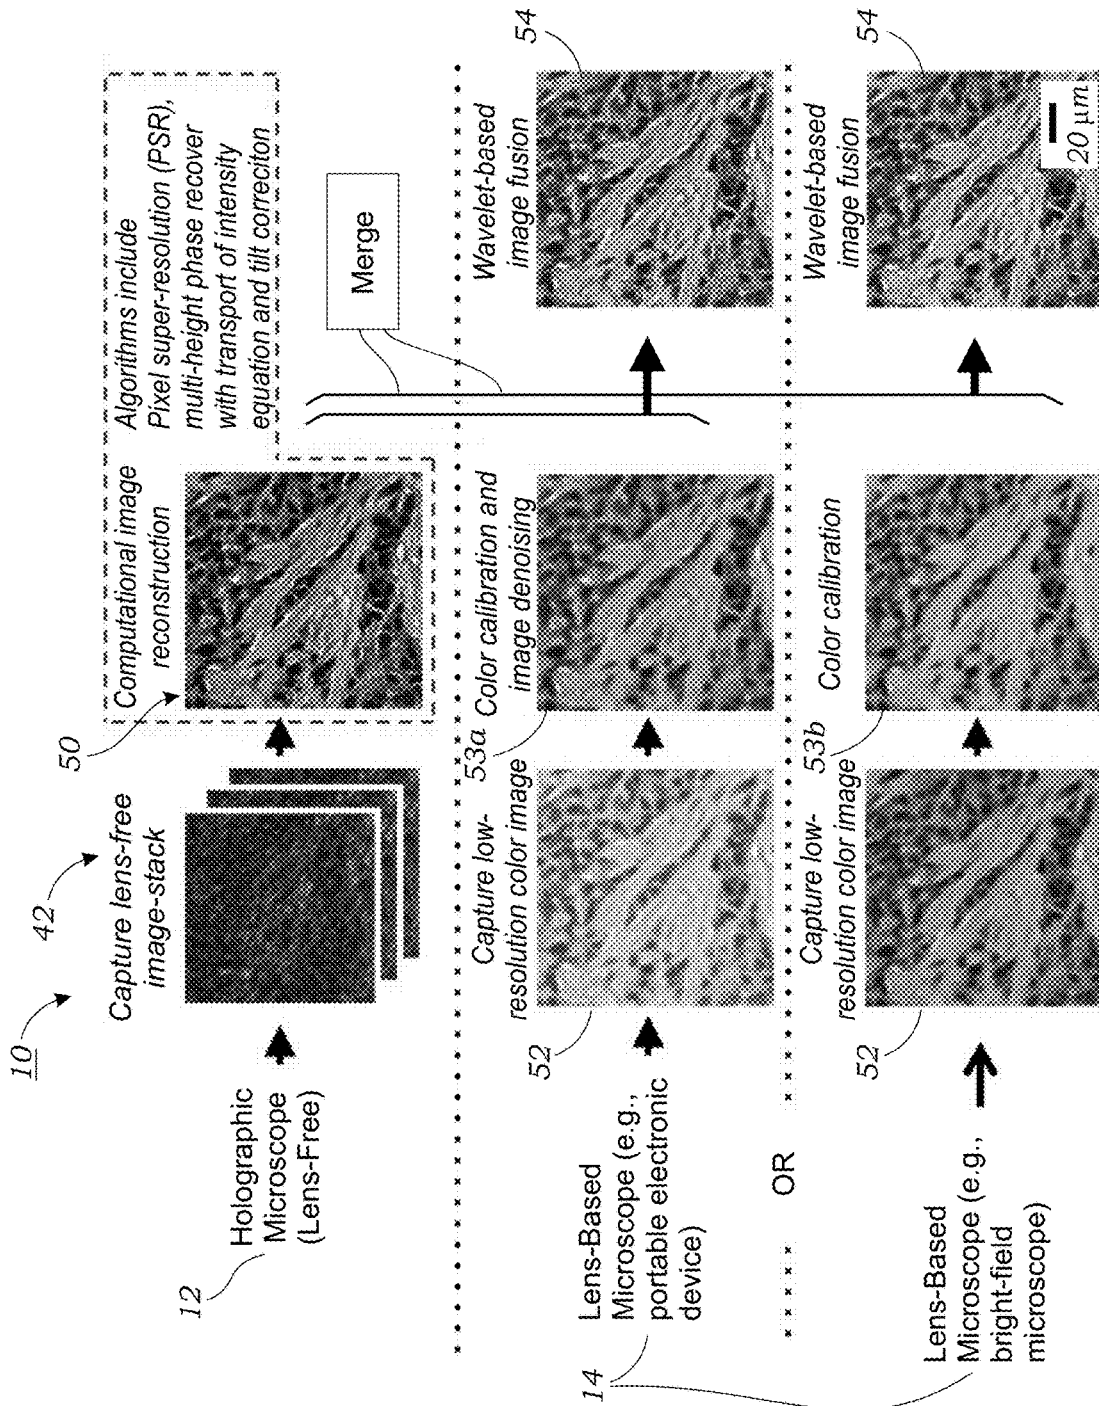 10
42
Capture lens-free
image-stack
50
Computational image
reconstruction
Algorithms include
Pixel super-resolution (PSR),
multi-height phase recover
with transport of intensity
equation and tilt correciton
12
Holographic
Microscope
(Lens-Free)
Merge
14
Lens-Based
Microscope (e.g.,
portable electronic
device)
52
Capture low-
resolution color image
53a
Color calibration and
image denoising
Wavelet-based
image fusion
54
OR
Lens-Based
Microscope (e.g.,
bright-field
microscope)
52
Capture low-
resolution color image
53b
Color calibration
Wavelet-based
image fusion
54
20 μm